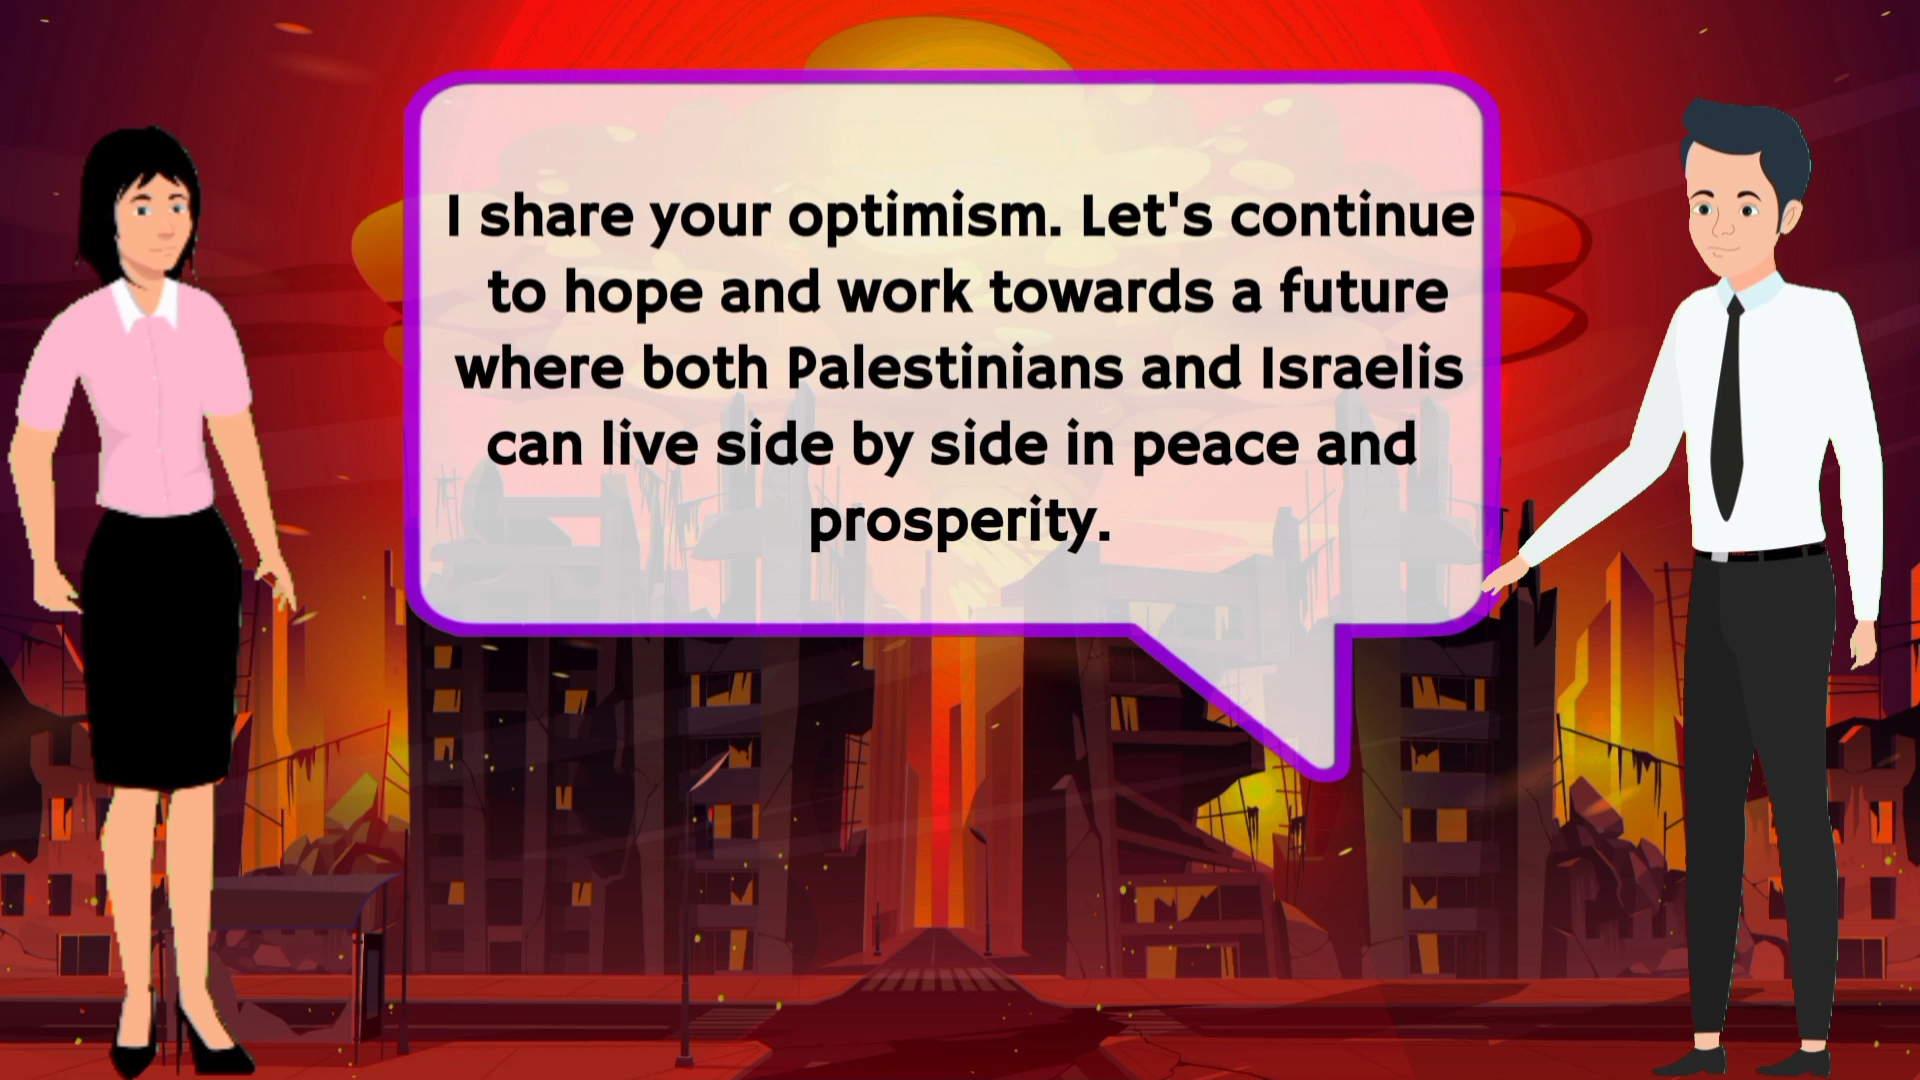 I share your optimism. Let's continue
to hope and work towards a future
where both Palestinians and Israelis
can live side by side in peace and
prosperity.